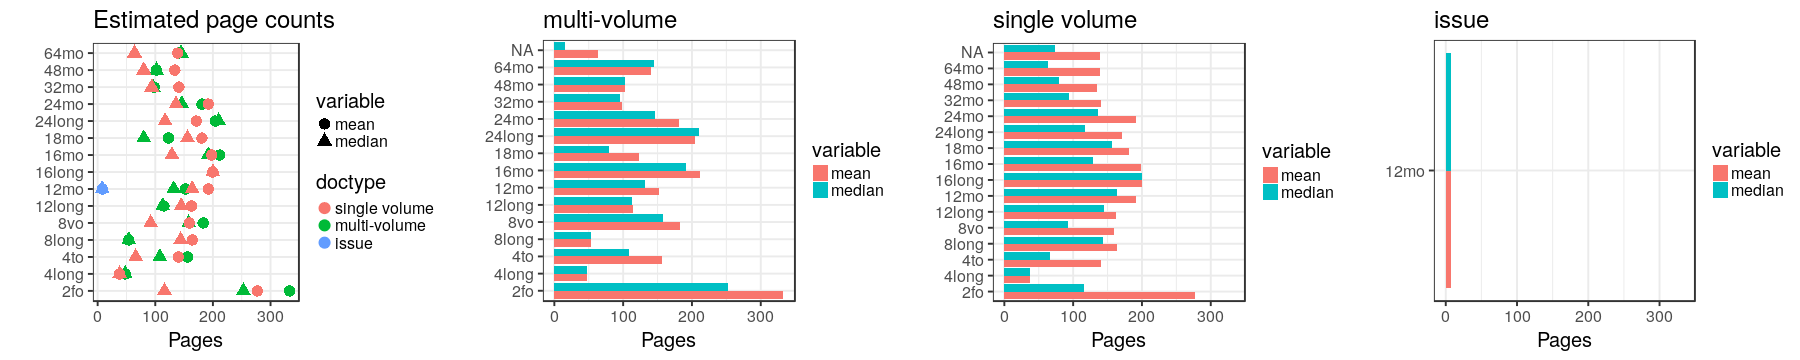 Estimated page counts
64mo
48mo
32mo
24mo
24long
18mo
16mo
16long
12mo
12long
8vo
8long
4to
4long
2fo
0 100 200 300
Pages
variable
mean
median
doctype
single volume
multi-volume
issue
multi-volume
NA
64mo
48mo
32mo
24mo
24long
18mo
16mo
12mo
12long
8vo
8long
4to
4long
2fo
0 100 200 300
Pages
variable
mean
median
single volume
NA
64mo
48mo
32mo
24mo
24long
18mo
16mo
16long
12mo
12long
8vo
8long
4to
4long
2fo
0 100 200 300
Pages
variable
mean
median
issue
12mo
0 100 200 300
Pages
variable
mean
median